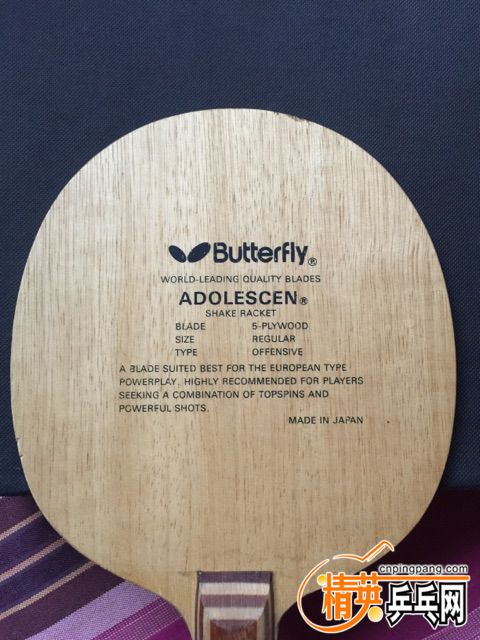 Butterfly®
WORLD-LEADING QUALITY BLADES
ADOLESCEN®
SHAKE RACKET
BLADE 5-PLYWOOD
SIZE REGULAR
TYPE OFFENSIVE
A BLADE SUITED BEST FOR THE EUROPEAN TYPE
POWERPLAY. HIGHLY RECOMMENDED FOR PLAYERS
SEEKING A COMBINATION OF TOPSPINS AND
POWERFUL SHOTS.
MADE IN JAPAN
cnpingpang.com
精英乒乓网